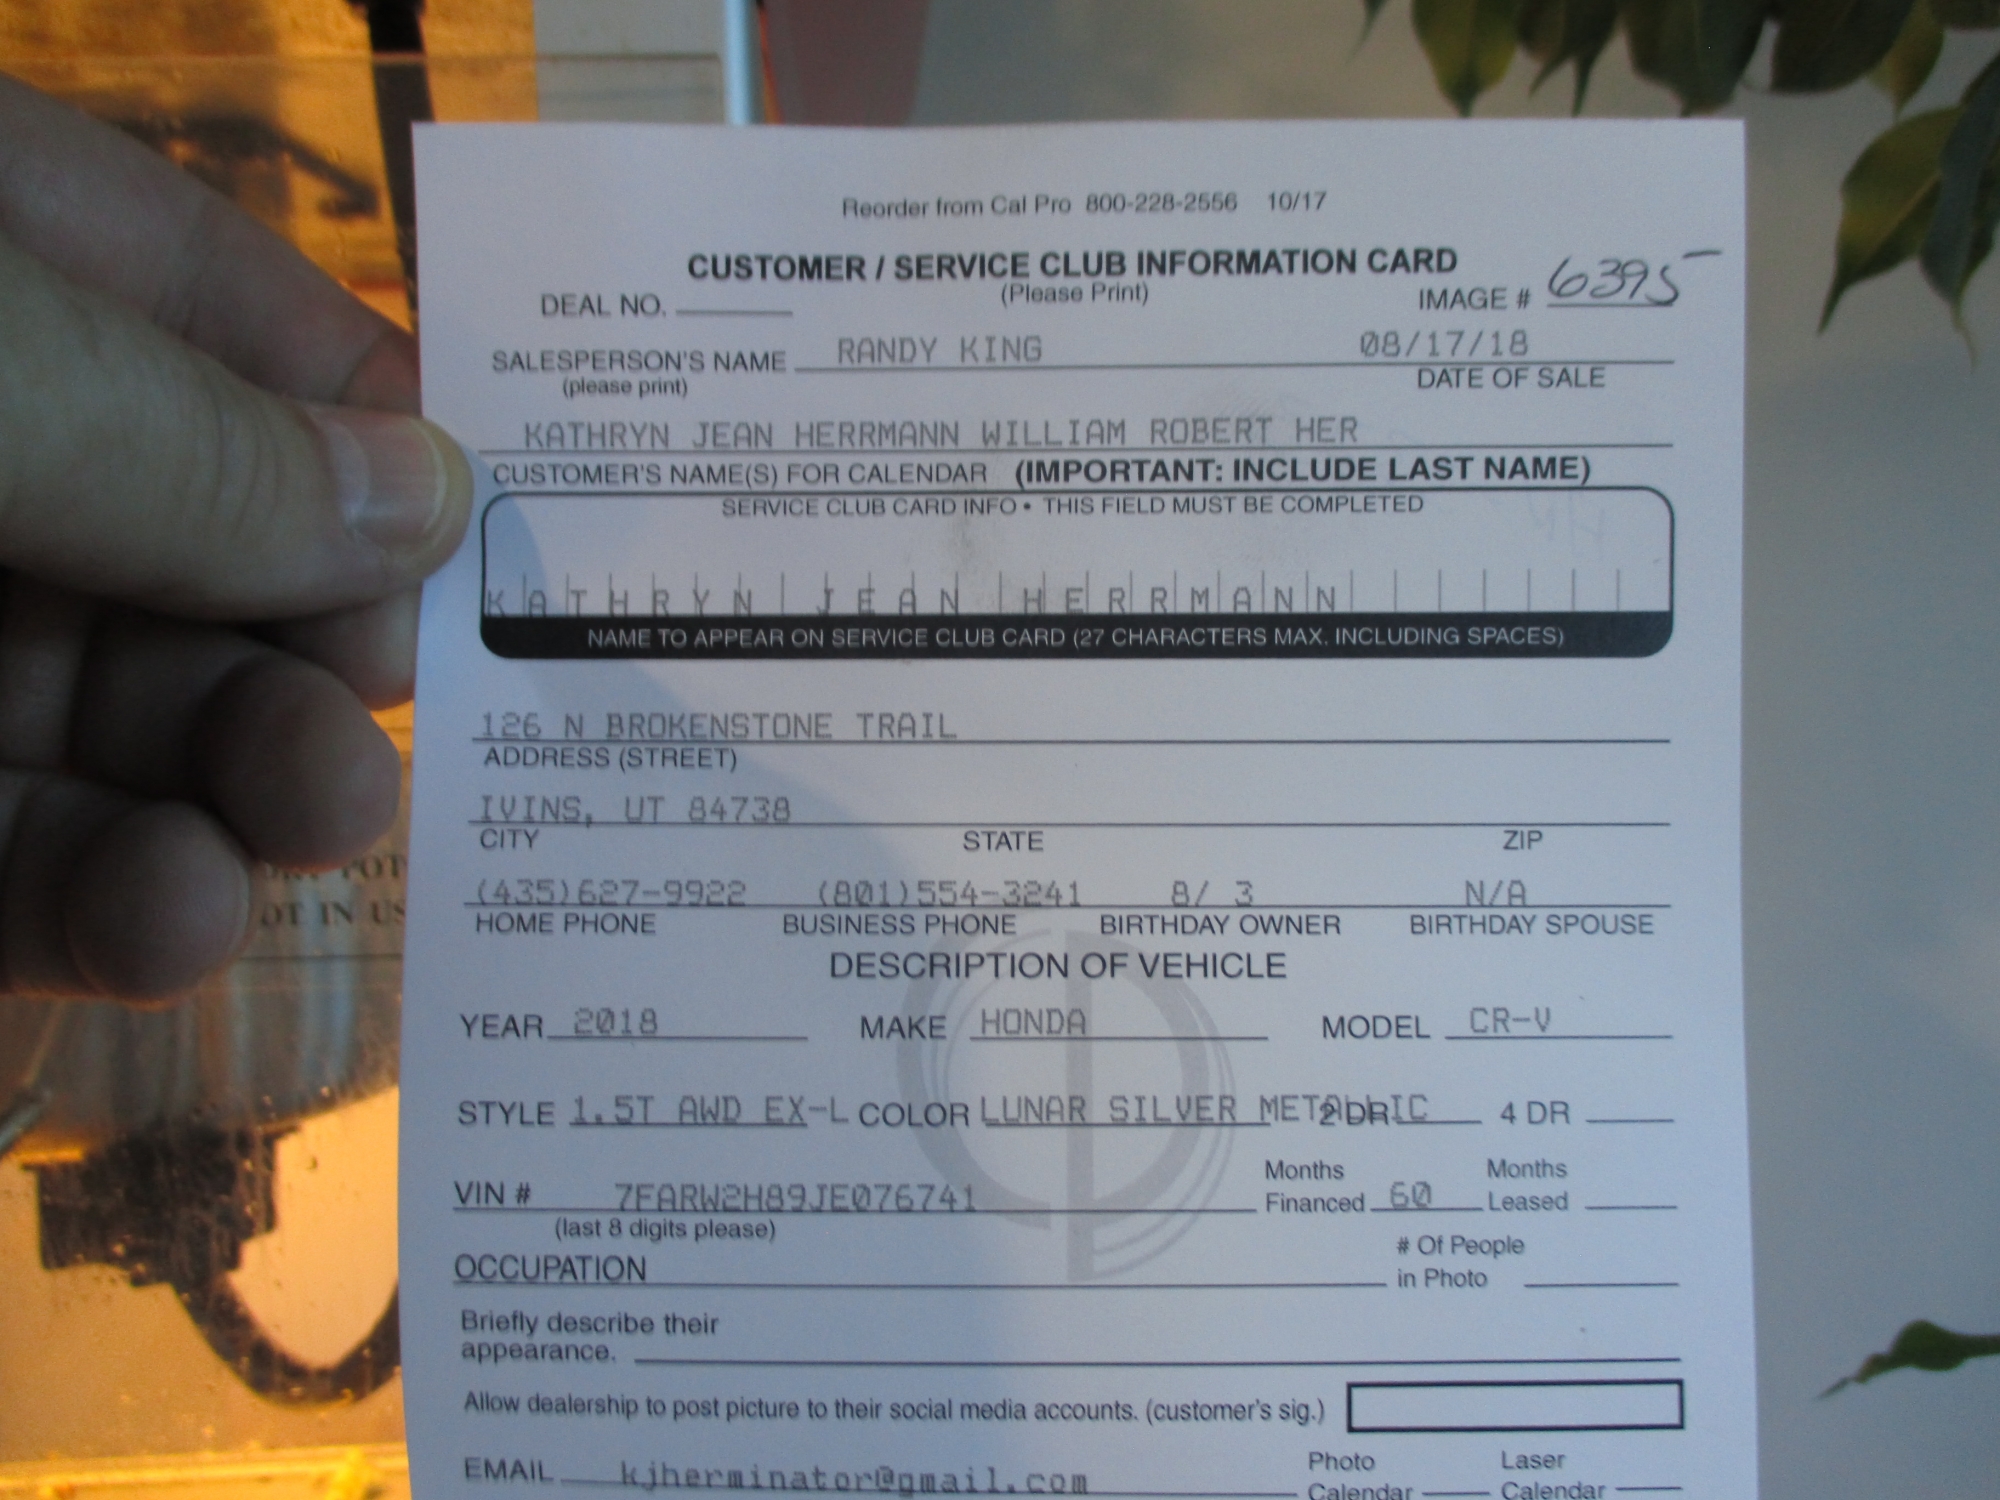 Reorder from Cal Pro 800-228-2556 10/17
CUSTOMER / SERVICE CLUB INFORMATION CARD
(Please Print)
DEAL NO. IMAGE # 6395
SALESPERSON'S NAME RANDY KING 08/17/18
(please print) DATE OF SALE
KATHRYN JEAN HERRMANN WILLIAM ROBERT HER
CUSTOMER'S NAME(S) FOR CALENDAR (IMPORTANT: INCLUDE LAST NAME)
SERVICE CLUB CARD INFO • THIS FIELD MUST BE COMPLETED
KATHRYN JEAN HERRMANN
NAME TO APPEAR ON SERVICE CLUB CARD (27 CHARACTERS MAX. INCLUDING SPACES)
126 N BROKENSTONE TRAIL
ADDRESS (STREET)
IVINS, UT 84738
CITY STATE ZIP
(435)627-9922 (801)554-3241 8/ 3 N/A
HOME PHONE BUSINESS PHONE BIRTHDAY OWNER BIRTHDAY SPOUSE
DESCRIPTION OF VEHICLE
YEAR 2018 MAKE HONDA MODEL CR-V
STYLE 1.5T AWD EX-L COLOR LUNAR SILVER METALLIC 2 DR 4 DR
VIN # 7FARW2H89JE076741 Months Financed 60 Months Leased
(last 8 digits please)
OCCUPATION # Of People in Photo
Briefly describe their
appearance.
Allow dealership to post picture to their social media accounts. (customer's sig.)
EMAIL kjherminator@gmail.com Photo Calendar Laser Calendar